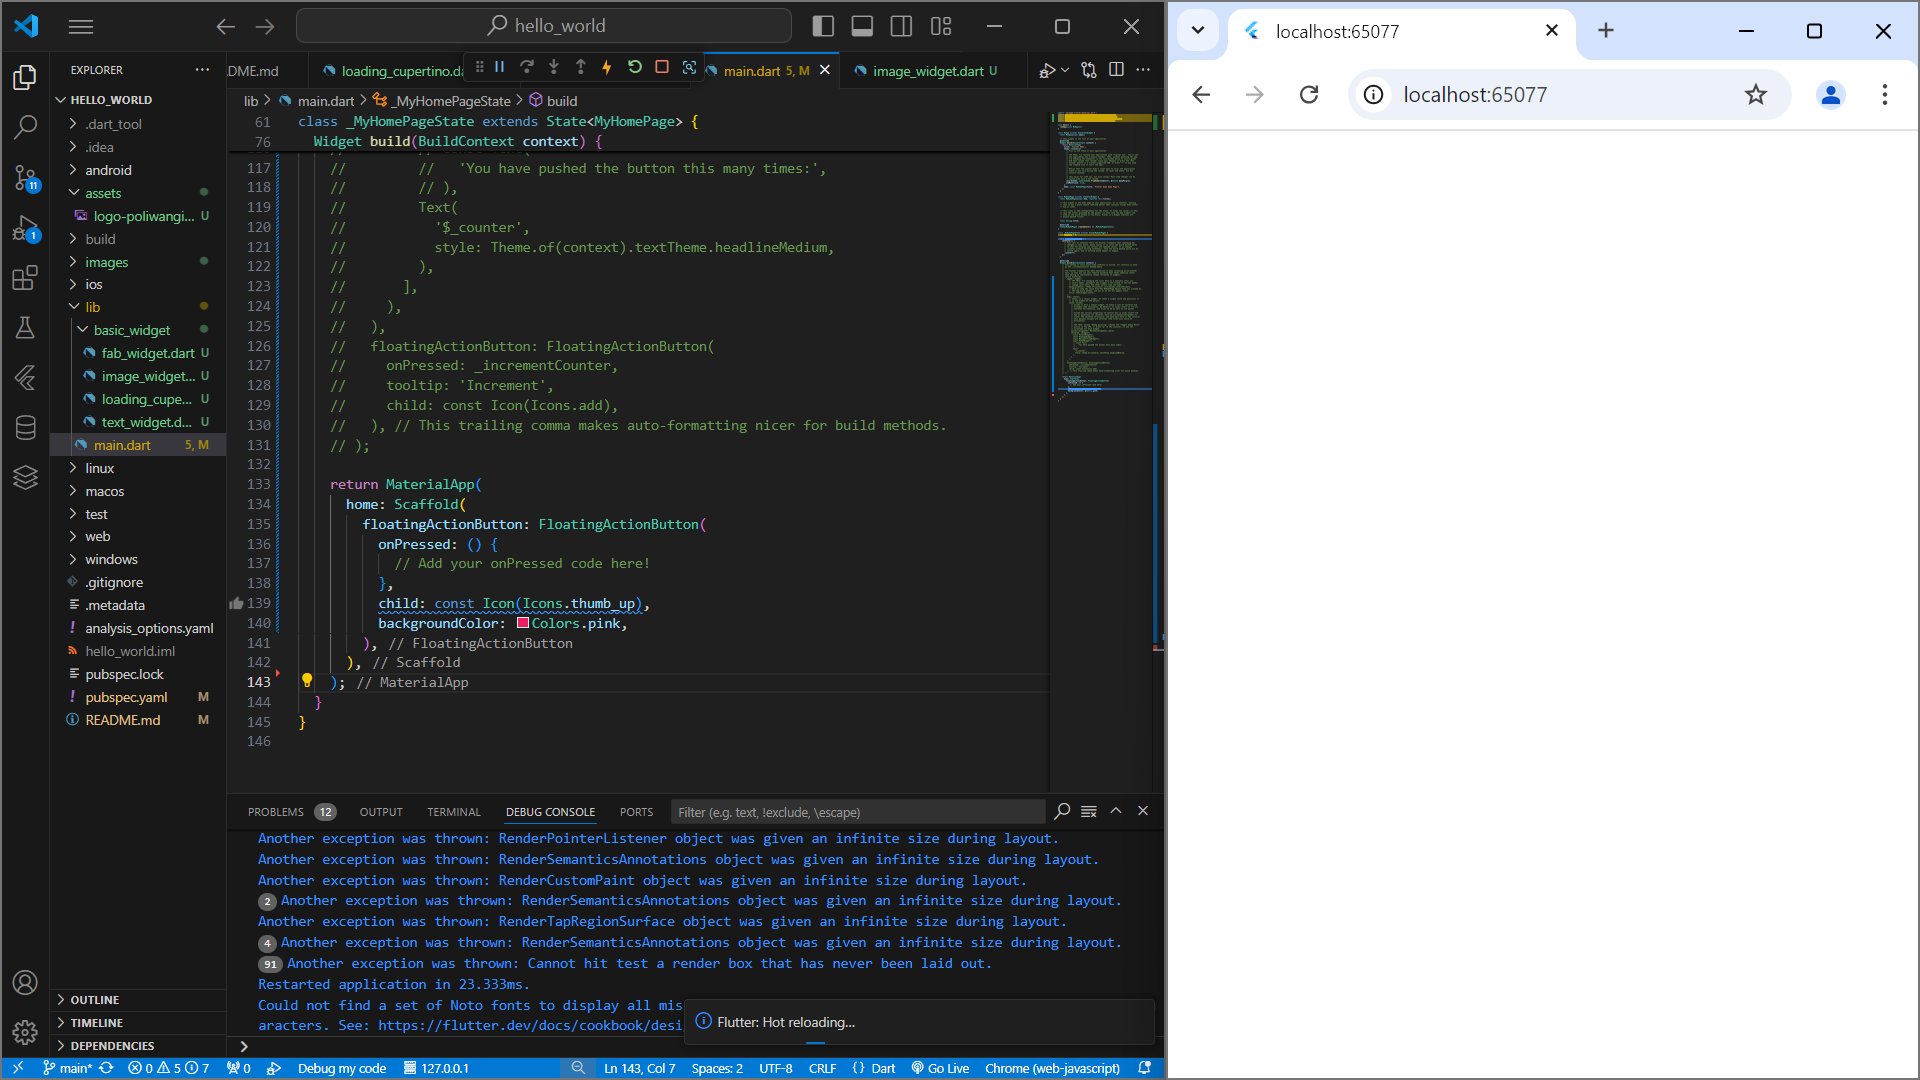 hello_world
EXPLORER
HELLO_WORLD
.dart_tool
.idea
android
assets
logo-poliwangi... U
build
images
ios
lib
basic_widget
fab_widget.dart U
image_widget... U
loading_cupe... U
text_widget.d... U
main.dart 5, M
linux
macos
test
web
windows
.gitignore
.metadata
analysis_options.yaml
hello_world.iml
pubspec.lock
pubspec.yaml M
README.md M
OUTLINE
TIMELINE
DEPENDENCIES
11
1
DME.md
loading_cupertino.da
main.dart 5, M
image_widget.dart U
lib > main.dart > _MyHomePageState > build
61 class _MyHomePageState extends State<MyHomePage> {
76 Widget build(BuildContext context) {
117 // // 'You have pushed the button this many times:',
118 // // ),
119 // Text(
120 // '$_counter',
121 // style: Theme.of(context).textTheme.headlineMedium,
122 // ),
123 // ],
124 // ),
125 // ),
126 // floatingActionButton: FloatingActionButton(
127 // onPressed: _incrementCounter,
128 // tooltip: 'Increment',
129 // child: const Icon(Icons.add),
130 // ), // This trailing comma makes auto-formatting nicer for build methods.
131 // );
132
133 return MaterialApp(
134 home: Scaffold(
135 floatingActionButton: FloatingActionButton(
136 onPressed: () {
137 // Add your onPressed code here!
138 },
139 child: const Icon(Icons.thumb_up),
140 backgroundColor: Colors.pink,
141 ), // FloatingActionButton
142 ), // Scaffold
143 ); // MaterialApp
144 }
145 }
146
PROBLEMS 12 OUTPUT TERMINAL DEBUG CONSOLE PORTS Filter (e.g. text, !exclude, \escape)
Another exception was thrown: RenderPointerListener object was given an infinite size during layout.
Another exception was thrown: RenderSemanticsAnnotations object was given an infinite size during layout.
Another exception was thrown: RenderCustomPaint object was given an infinite size during layout.
2 Another exception was thrown: RenderSemanticsAnnotations object was given an infinite size during layout.
Another exception was thrown: RenderTapRegionSurface object was given an infinite size during layout.
4 Another exception was thrown: RenderSemanticsAnnotations object was given an infinite size during layout.
91 Another exception was thrown: Cannot hit test a render box that has never been laid out.
Restarted application in 23.333ms.
Could not find a set of Noto fonts to display all mis
aracters. See: https://flutter.dev/docs/cookbook/desi
Flutter: Hot reloading...
main* 0 5 7 0 Debug my code 127.0.0.1 Ln 143, Col 7 Spaces: 2 UTF-8 CRLF {} Dart Go Live Chrome (web-javascript)
localhost:65077
localhost:65077